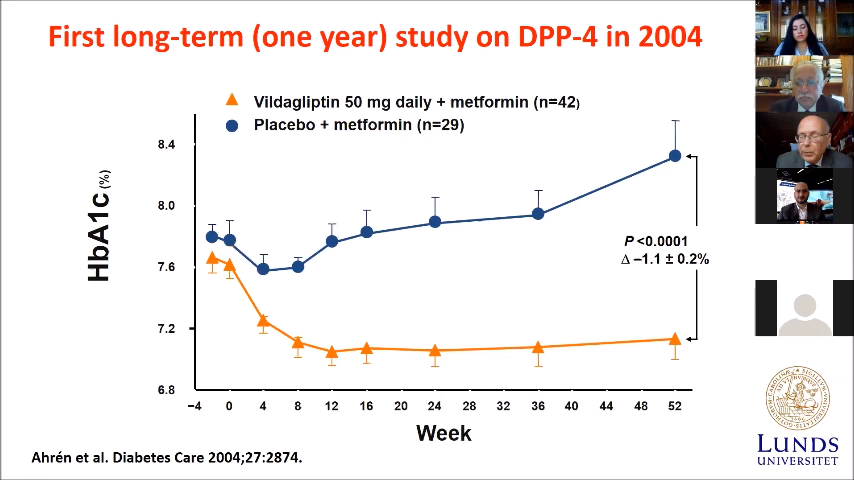 First long-term (one year) study on DPP-4 in 2004
Vildagliptin 50 mg daily + metformin (n=42)
Placebo + metformin (n=29)
HbA1c (%)
8.4
8.0
7.6
7.2
6.8
P <0.0001
Δ –1.1 ± 0.2%
−4 0 4 8 12 16 20 24 28 32 36 40 44 48 52
Week
Ahrén et al. Diabetes Care 2004;27:2874.
LUNDS
UNIVERSITET